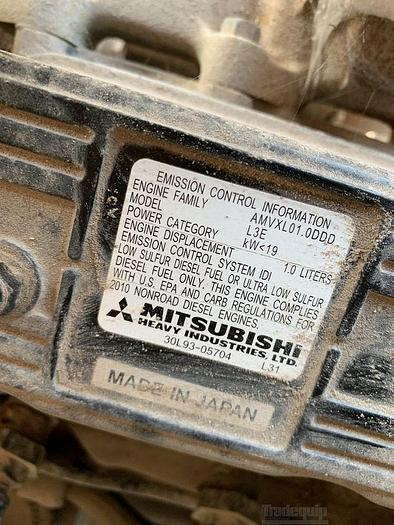 EMISSION CONTROL INFORMATION
ENGINE FAMILY AMVXL01.0DDD
MODEL L3E
POWER CATEGORY kW<19
ENGINE DISPLACEMENT 1.0 LITERS
EMISSION CONTROL SYSTEM IDI
LOW SULFUR DIESEL FUEL OR ULTRA LOW SULFUR
DIESEL FUEL ONLY. THIS ENGINE COMPLIES
WITH U.S. EPA AND CARB REGULATIONS FOR
2010 NONROAD DIESEL ENGINES.
MITSUBISHI
HEAVY INDUSTRIES, LTD.
30L93-05704 L31
MADE IN JAPAN
Tradequip